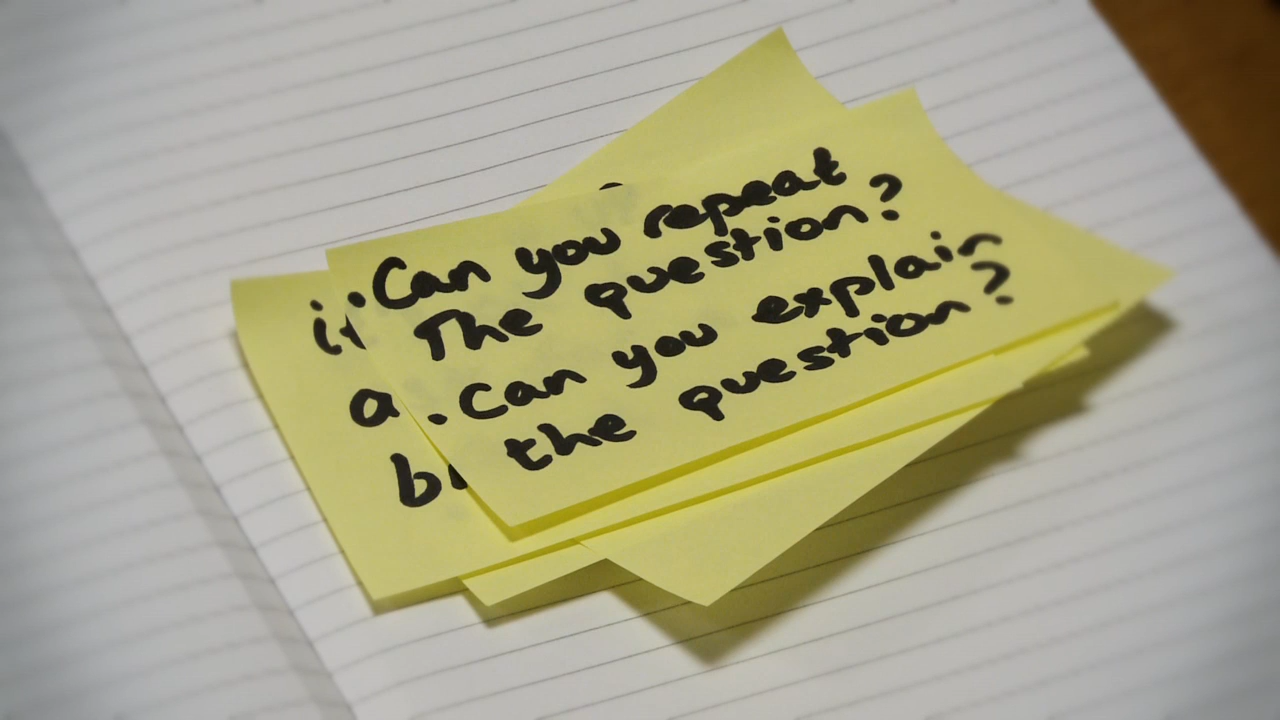 • Can you repeat
The question?
. Can you explain
the question?
a